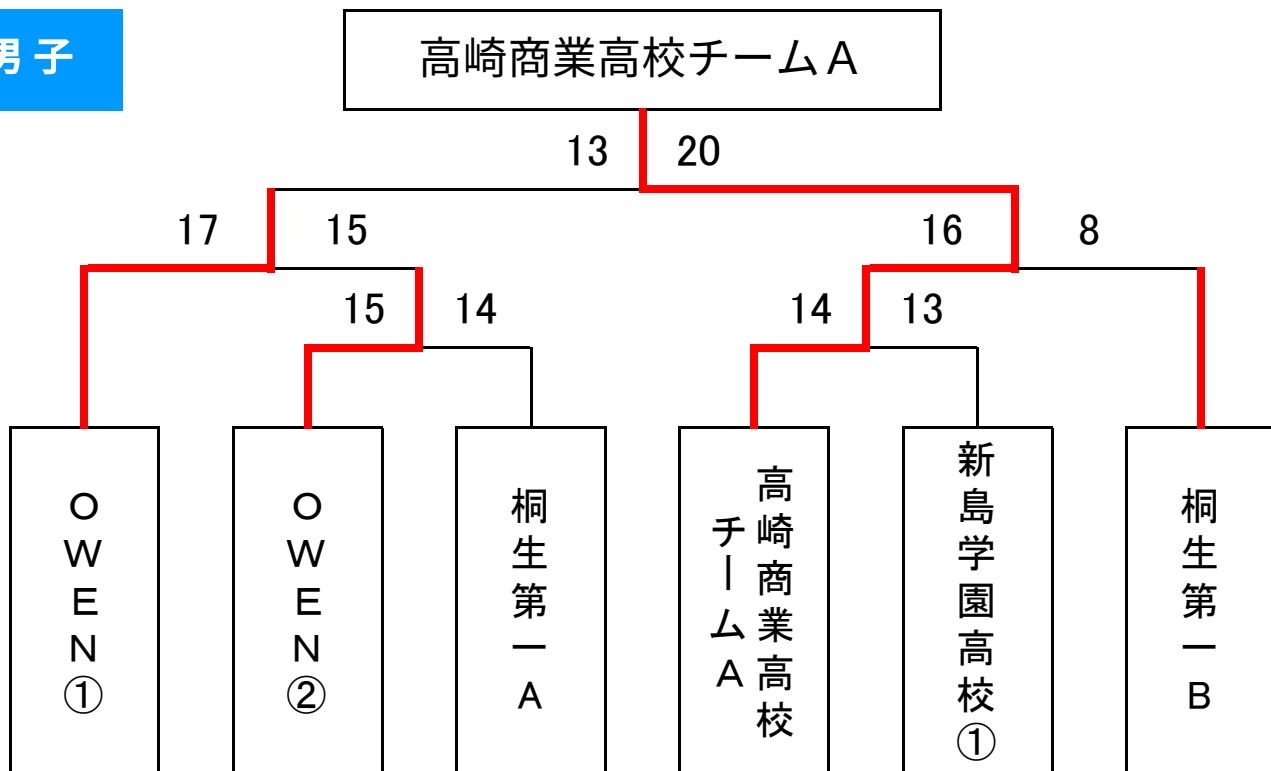 男子
高崎商業高校チームＡ
13 20
17 15 16 8
15 14 14 13
ＯＷＥＮ①
ＯＷＥＮ②
桐生第一Ａ
高崎商業高校
チームＡ
新島学園高校①
桐生第一Ｂ